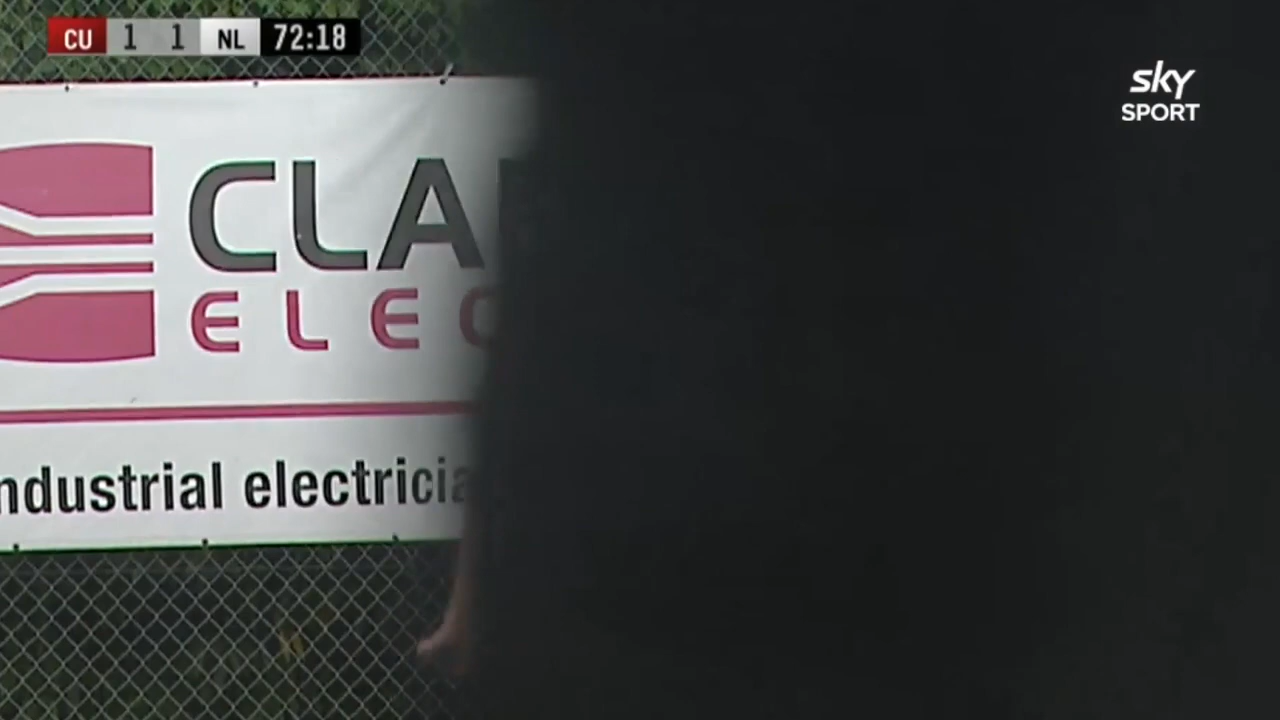 CU 1 1 NL 72:18
sky
SPORT
CLA
ELEC
ndustrial electricia